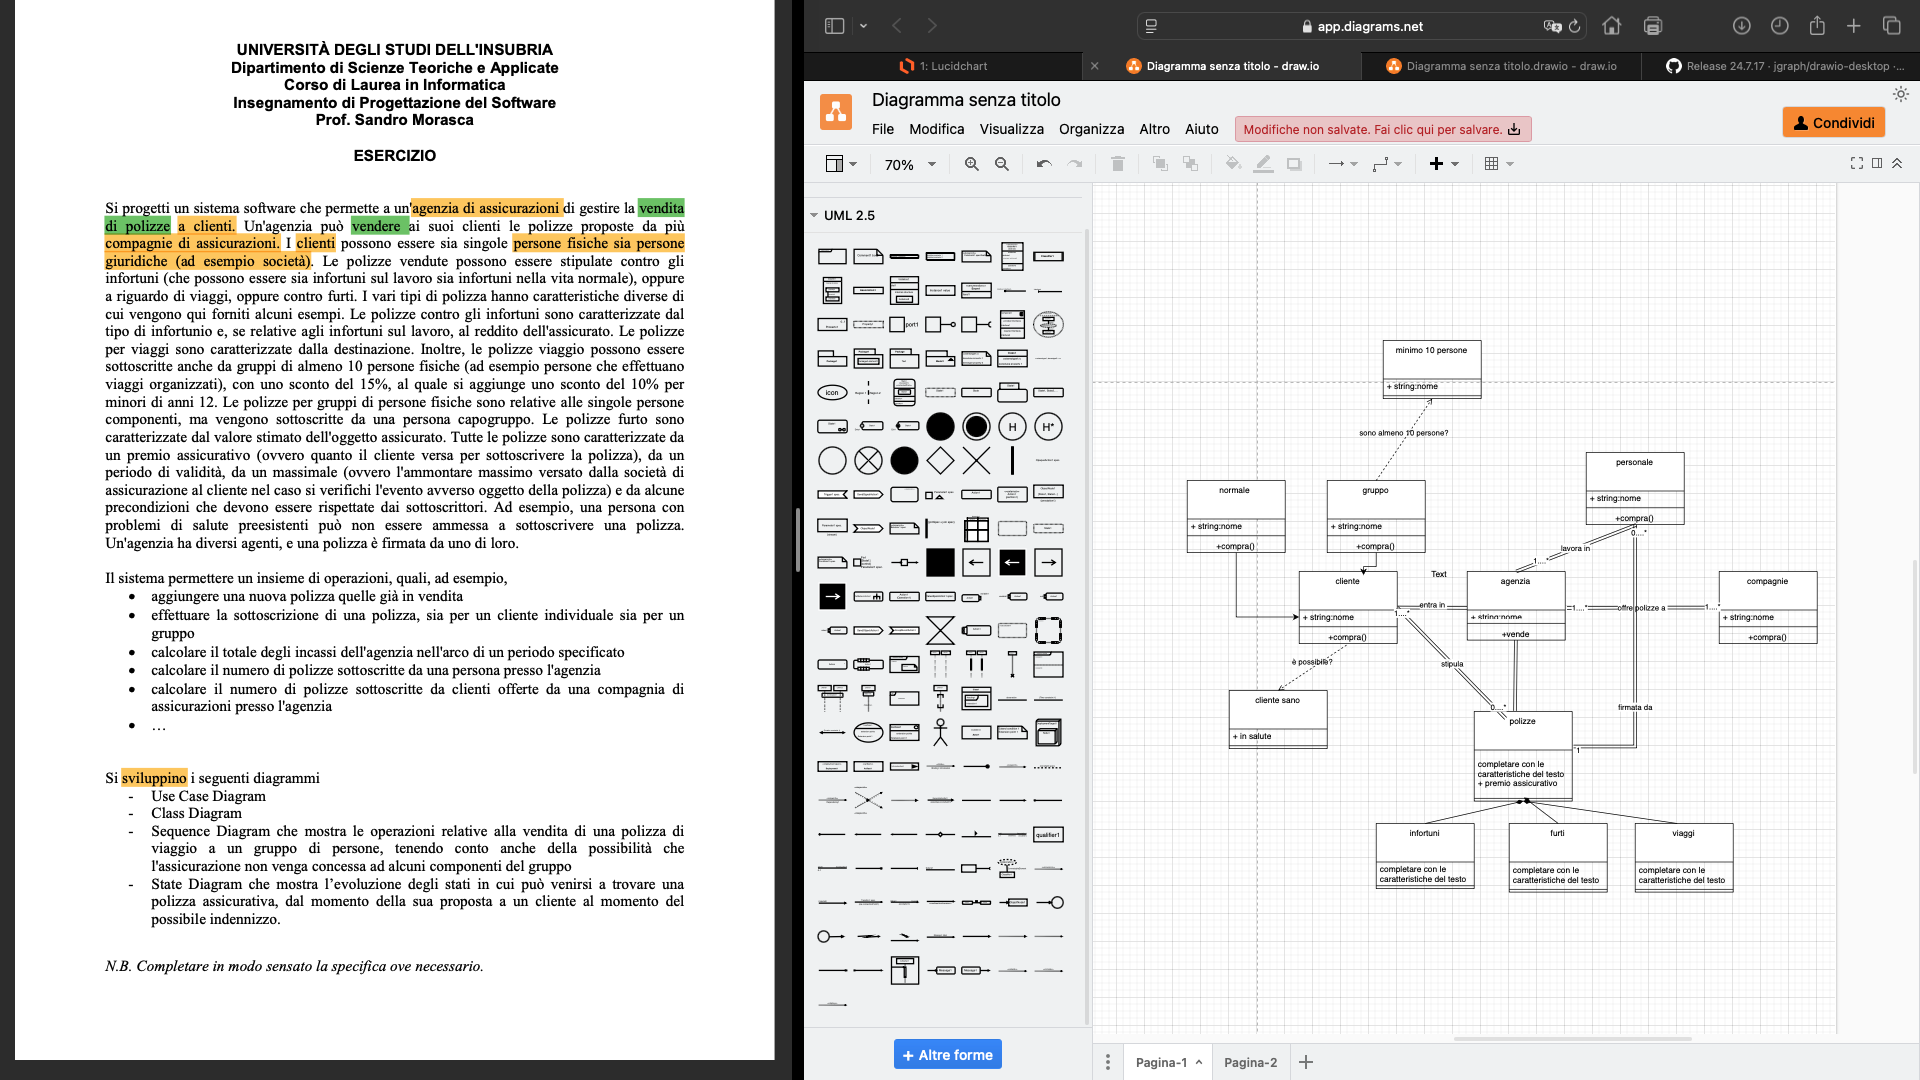 UNIVERSITÀ DEGLI STUDI DELL'INSUBRIA
Dipartimento di Scienze Teoriche e Applicate
Corso di Laurea in Informatica
Insegnamento di Progettazione del Software
Prof. Sandro Morasca
ESERCIZIO
Si progetti un sistema software che permette a un'agenzia di assicurazioni di gestire la vendita
di polizze a clienti. Un'agenzia può vendere ai suoi clienti le polizze proposte da più
compagnie di assicurazioni. I clienti possono essere sia singole persone fisiche sia persone
giuridiche (ad esempio società). Le polizze vendute possono essere stipulate contro gli
infortuni (che possono essere sia infortuni sul lavoro sia infortuni nella vita normale), oppure
a riguardo di viaggi, oppure contro furti. I vari tipi di polizza hanno caratteristiche diverse di
cui vengono qui forniti alcuni esempi. Le polizze contro gli infortuni sono caratterizzate dal
tipo di infortunio e, se relative agli infortuni sul lavoro, al reddito dell'assicurato. Le polizze
per viaggi sono caratterizzate dalla destinazione. Inoltre, le polizze viaggio possono essere
sottoscritte anche da gruppi di almeno 10 persone fisiche (ad esempio persone che effettuano
viaggi organizzati), con uno sconto del 15%, al quale si aggiunge uno sconto del 10% per
minori di anni 12. Le polizze per gruppi di persone fisiche sono relative alle singole persone
componenti, ma vengono sottoscritte da una persona capogruppo. Le polizze furto sono
caratterizzate dal valore stimato dell'oggetto assicurato. Tutte le polizze sono caratterizzate da
un premio assicurativo (ovvero quanto il cliente versa per sottoscrivere la polizza), da un
periodo di validità, da un massimale (ovvero l'ammontare massimo versato dalla società di
assicurazione al cliente nel caso si verifichi l'evento avverso oggetto della polizza) e da alcune
precondizioni che devono essere rispettate dai sottoscrittori. Ad esempio, una persona con
problemi di salute preesistenti può non essere ammessa a sottoscrivere una polizza.
Un'agenzia ha diversi agenti, e una polizza è firmata da uno di loro.
Il sistema permettere un insieme di operazioni, quali, ad esempio,
• aggiungere una nuova polizza quelle già in vendita
• effettuare la sottoscrizione di una polizza, sia per un cliente individuale sia per un
gruppo
• calcolare il totale degli incassi dell'agenzia nell'arco di un periodo specificato
• calcolare il numero di polizze sottoscritte da una persona presso l'agenzia
• calcolare il numero di polizze sottoscritte da clienti offerte da una compagnia di
assicurazioni presso l'agenzia
• …
Si sviluppino i seguenti diagrammi
- Use Case Diagram
- Class Diagram
- Sequence Diagram che mostra le operazioni relative alla vendita di una polizza di
viaggio a un gruppo di persone, tenendo conto anche della possibilità che
l'assicurazione non venga concessa ad alcuni componenti del gruppo
- State Diagram che mostra l'evoluzione degli stati in cui può venirsi a trovare una
polizza assicurativa, dal momento della sua proposta a un cliente al momento del
possibile indennizzo.
N.B. Completare in modo sensato la specifica ove necessario.
app.diagrams.net
1: Lucidchart
Diagramma senza titolo - draw.io
Diagramma senza titolo.drawio - draw.io
Release 24.7.17 · jgraph/drawio-desktop ·...
Diagramma senza titolo
File Modifica Visualizza Organizza Altro Aiuto
Modifiche non salvate. Fai clic qui per salvare.
Condividi
70%
UML 2.5
port1
icon
H
H*
qualifier1
Altre forme
minimo 10 persone
+ string:nome
sono almeno 10 persone?
normale
+ string:nome
+compra()
gruppo
+ string:nome
+compra()
personale
+ string:nome
+compra()
0....*
lavora in
1....*
cliente
+ string:nome
+compra()
Text
1....*
entra in
agenzia
+ string:nome
+vende
1....*
offre polizze a
1....*
compagnie
+ string:nome
+compra()
è possibile?
stipula
cliente sano
+ in salute
0....*
firmata da
polizze
1
completare con le
caratteristiche del testo
+ premio assicurativo
infortuni
completare con le
caratteristiche del testo
furti
completare con le
caratteristiche del testo
viaggi
completare con le
caratteristiche del testo
Pagina-1
Pagina-2